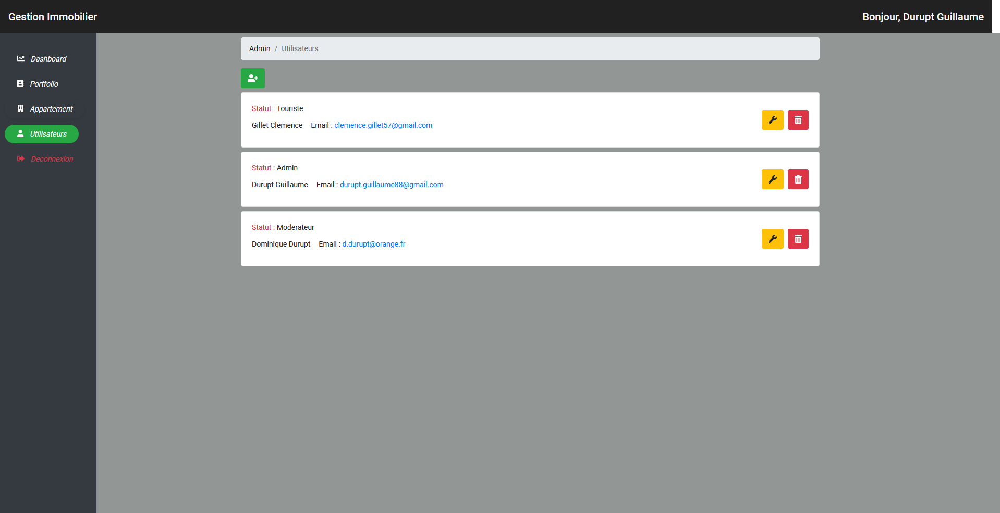 Gestion Immobilier
Bonjour, Durupt Guillaume
Dashboard
Portfolio
Appartement
Utilisateurs
Deconnexion
Admin / Utilisateurs
Statut : Touriste
Gillet Clemence Email : clemence.gillet57@gmail.com
Statut : Admin
Durupt Guillaume Email : durupt.guillaume88@gmail.com
Statut : Moderateur
Dominique Durupt Email : d.durupt@orange.fr